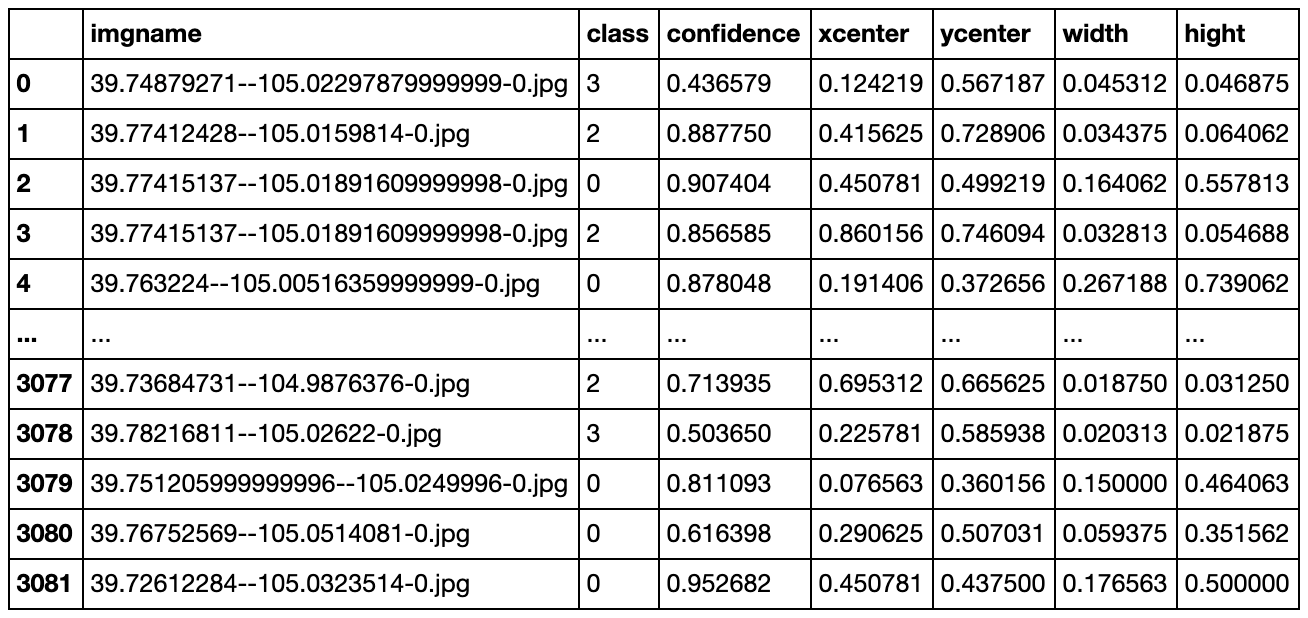 imgname class confidence xcenter ycenter width hight
0 39.74879271--105.02297879999999-0.jpg 3 0.436579 0.124219 0.567187 0.045312 0.046875
1 39.77412428--105.0159814-0.jpg 2 0.887750 0.415625 0.728906 0.034375 0.064062
2 39.77415137--105.01891609999998-0.jpg 0 0.907404 0.450781 0.499219 0.164062 0.557813
3 39.77415137--105.01891609999998-0.jpg 2 0.856585 0.860156 0.746094 0.032813 0.054688
4 39.763224--105.00516359999999-0.jpg 0 0.878048 0.191406 0.372656 0.267188 0.739062
... ... ... ... ... ... ... ...
3077 39.73684731--104.9876376-0.jpg 2 0.713935 0.695312 0.665625 0.018750 0.031250
3078 39.78216811--105.02622-0.jpg 3 0.503650 0.225781 0.585938 0.020313 0.021875
3079 39.751205999999996--105.0249996-0.jpg 0 0.811093 0.076563 0.360156 0.150000 0.464063
3080 39.76752569--105.0514081-0.jpg 0 0.616398 0.290625 0.507031 0.059375 0.351562
3081 39.72612284--105.0323514-0.jpg 0 0.952682 0.450781 0.437500 0.176563 0.500000